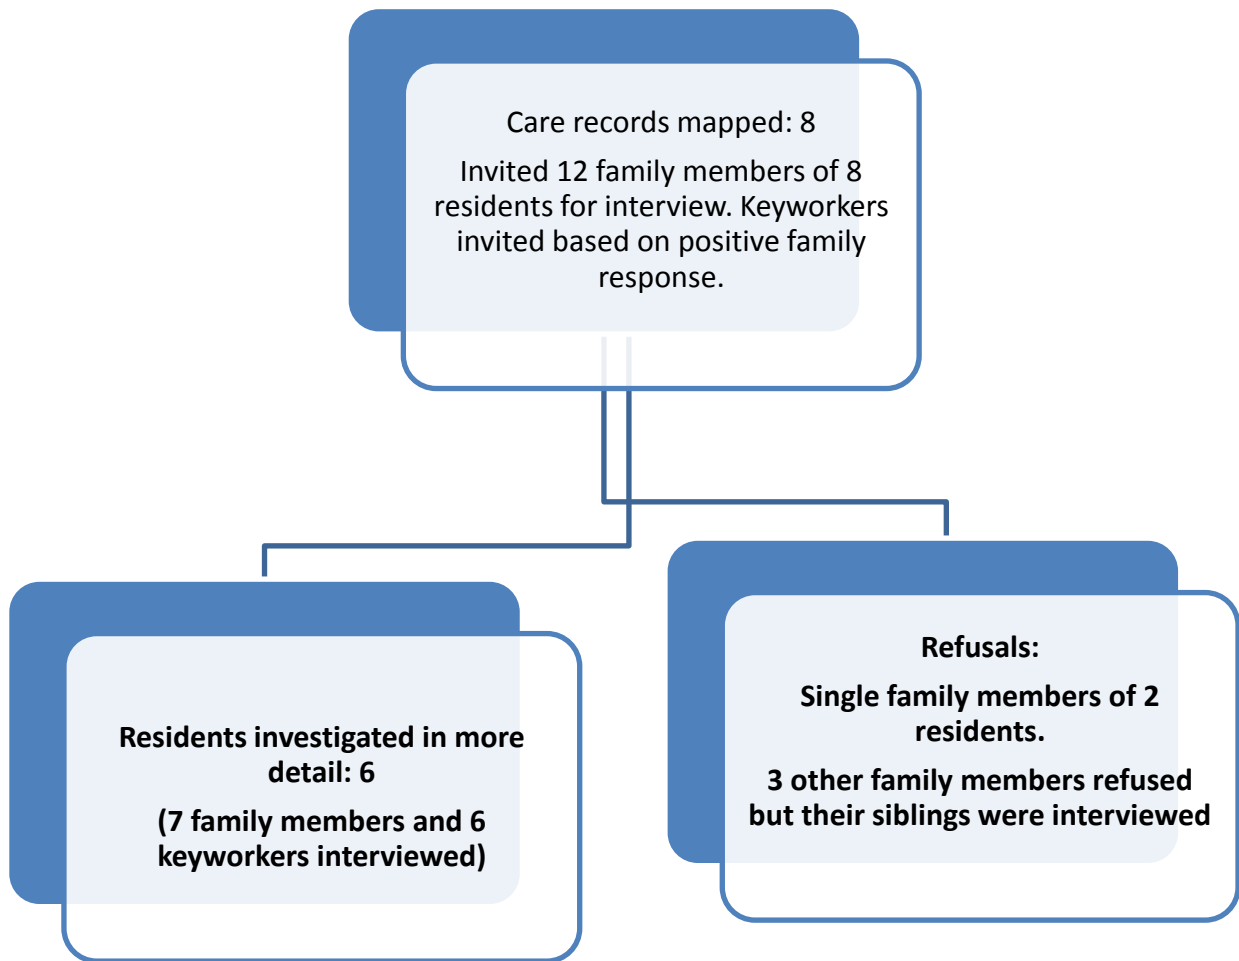 Care records mapped: 8
Invited 12 family members of 8
residents for interview. Keyworkers
invited based on positive family
response.
Residents investigated in more
detail: 6
(7 family members and 6
keyworkers interviewed)
Refusals:
Single family members of 2
residents.
3 other family members refused
but their siblings were interviewed